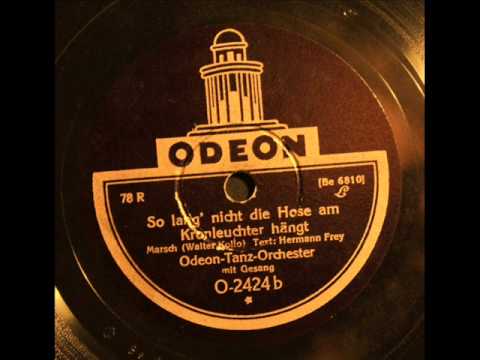 ODEON
78 R
[Be 6810]
So lang' nicht die Hose am
Kronleuchter hängt
Marsch (Walter Kollo) Text: Hermann Frey
Odeon-Tanz-Orchester
mit Gesang
O-2424 b